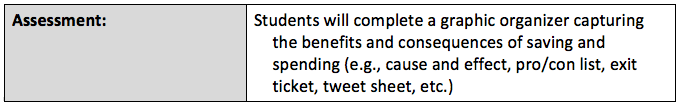 Assessment:
Students will complete a graphic organizer capturing
the benefits and consequences of saving and
spending (e.g., cause and effect, pro/con list, exit
ticket, tweet sheet, etc.)